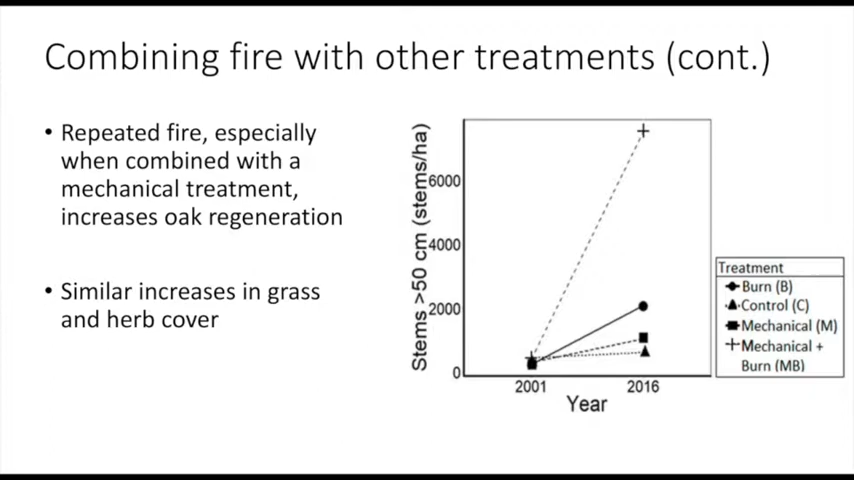 Combining fire with other treatments (cont.)
• Repeated fire, especially
when combined with a
mechanical treatment,
increases oak regeneration
• Similar increases in grass
and herb cover
Stems >50 cm (stems/ha)
6000
4000
2000
0
2001
2016
Year
Treatment
Burn (B)
Control (C)
Mechanical (M)
Mechanical +
Burn (MB)